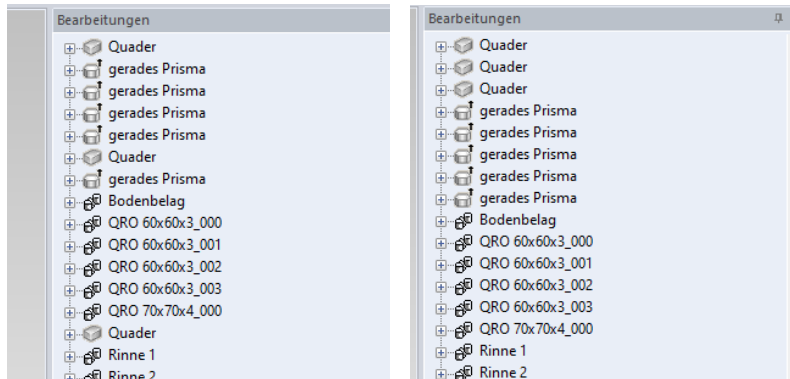 Bearbeitungen
Quader
gerades Prisma
gerades Prisma
gerades Prisma
gerades Prisma
Quader
gerades Prisma
Bodenbelag
QRO 60x60x3_000
QRO 60x60x3_001
QRO 60x60x3_002
QRO 60x60x3_003
QRO 70x70x4_000
Quader
Rinne 1
Rinne 2
Bearbeitungen
Quader
Quader
Quader
gerades Prisma
gerades Prisma
gerades Prisma
gerades Prisma
gerades Prisma
Bodenbelag
QRO 60x60x3_000
QRO 60x60x3_001
QRO 60x60x3_002
QRO 60x60x3_003
QRO 70x70x4_000
Rinne 1
Rinne 2